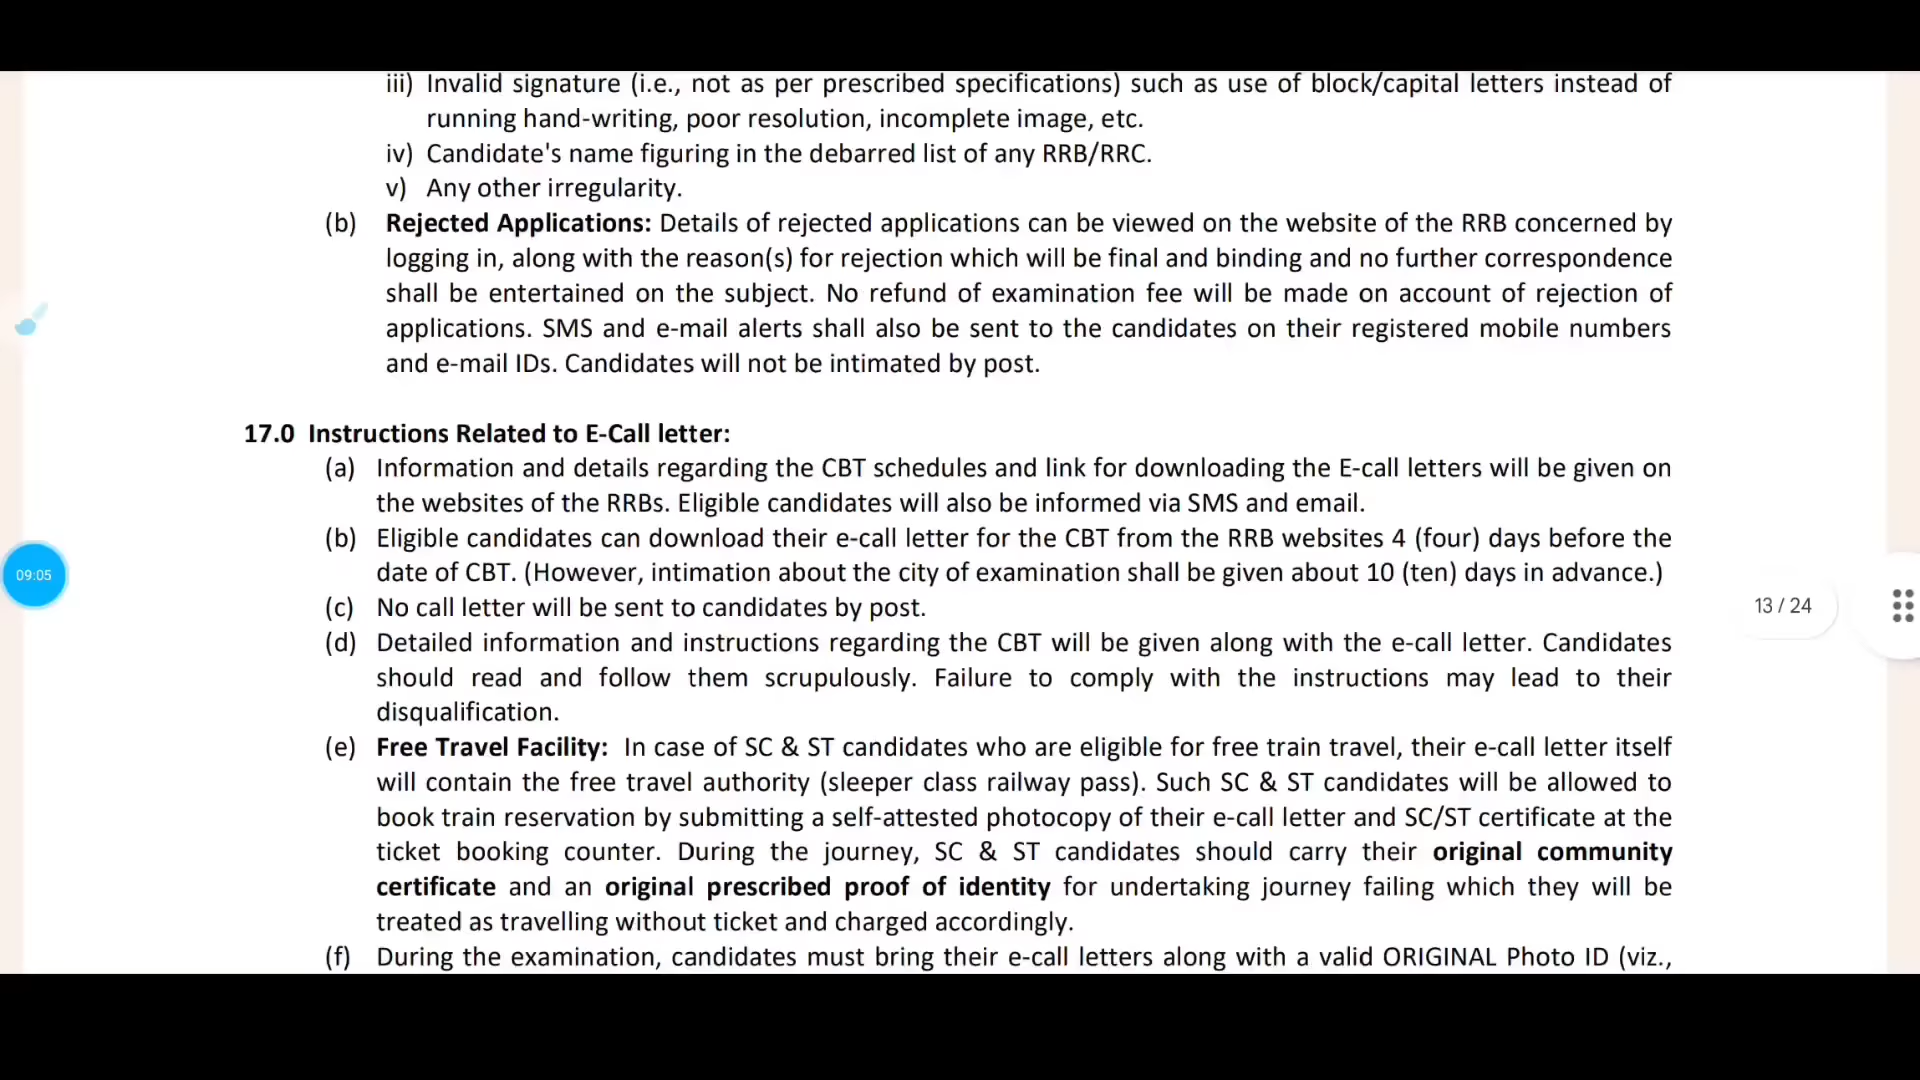 iii) Invalid signature (i.e., not as per prescribed specifications) such as use of block/capital letters instead of
running hand-writing, poor resolution, incomplete image, etc.
iv) Candidate's name figuring in the debarred list of any RRB/RRC.
v) Any other irregularity.
(b) Rejected Applications: Details of rejected applications can be viewed on the website of the RRB concerned by
logging in, along with the reason(s) for rejection which will be final and binding and no further correspondence
shall be entertained on the subject. No refund of examination fee will be made on account of rejection of
applications. SMS and e-mail alerts shall also be sent to the candidates on their registered mobile numbers
and e-mail IDs. Candidates will not be intimated by post.
17.0 Instructions Related to E-Call letter:
(a) Information and details regarding the CBT schedules and link for downloading the E-call letters will be given on
the websites of the RRBs. Eligible candidates will also be informed via SMS and email.
(b) Eligible candidates can download their e-call letter for the CBT from the RRB websites 4 (four) days before the
date of CBT. (However, intimation about the city of examination shall be given about 10 (ten) days in advance.)
09:05
(c) No call letter will be sent to candidates by post.
13 / 24
(d) Detailed information and instructions regarding the CBT will be given along with the e-call letter. Candidates
should read and follow them scrupulously. Failure to comply with the instructions may lead to their
disqualification.
(e) Free Travel Facility: In case of SC & ST candidates who are eligible for free train travel, their e-call letter itself
will contain the free travel authority (sleeper class railway pass). Such SC & ST candidates will be allowed to
book train reservation by submitting a self-attested photocopy of their e-call letter and SC/ST certificate at the
ticket booking counter. During the journey, SC & ST candidates should carry their original community
certificate and an original prescribed proof of identity for undertaking journey failing which they will be
treated as travelling without ticket and charged accordingly.
(f) During the examination, candidates must bring their e-call letters along with a valid ORIGINAL Photo ID (viz.,